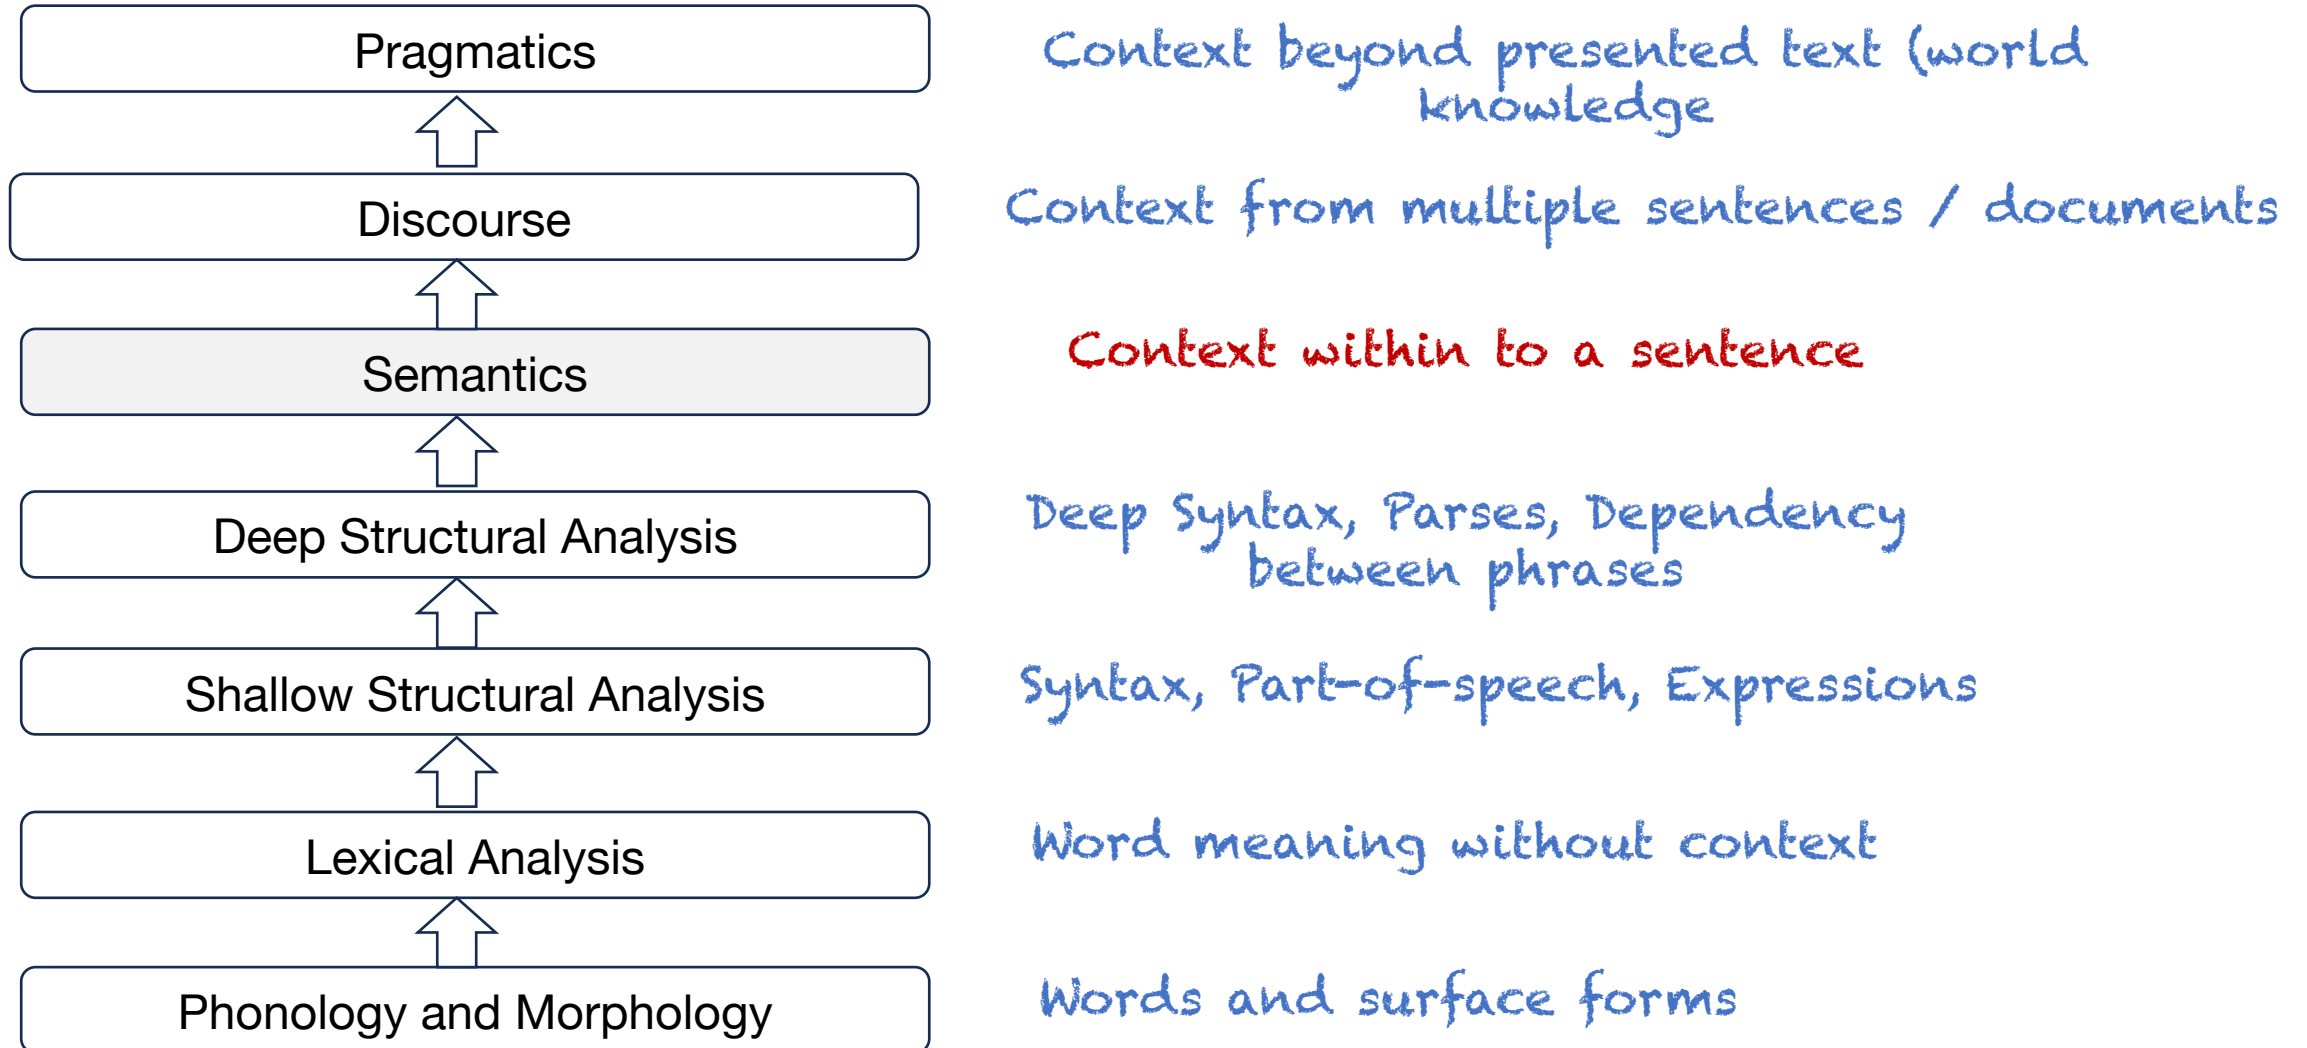 Pragmatics
Context beyond presented text (world
knowledge
Discourse
Context from multiple sentences / documents
Semantics
Context within to a sentence
Deep Structural Analysis
Deep Syntax, Parses, Dependency
between phrases
Shallow Structural Analysis
Syntax, Part-of-speech, Expressions
Lexical Analysis
Word meaning without context
Phonology and Morphology
Words and surface forms